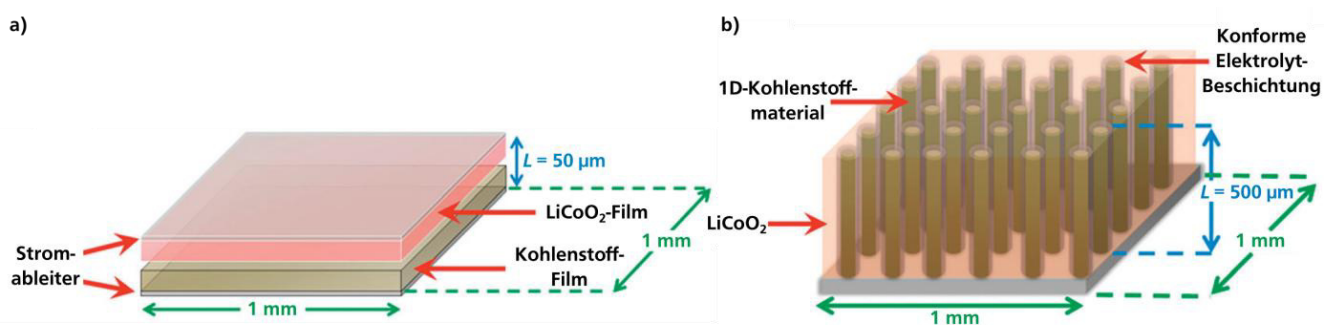 a)
L = 50 µm
LiCoO₂-Film
1 mm
Strom-
ableiter
Kohlenstoff-
Film
1 mm
b)
Konforme
Elektrolyt-
Beschichtung
1D-Kohlenstoff-
material
L = 500 µm
LiCoO₂
1 mm
1 mm